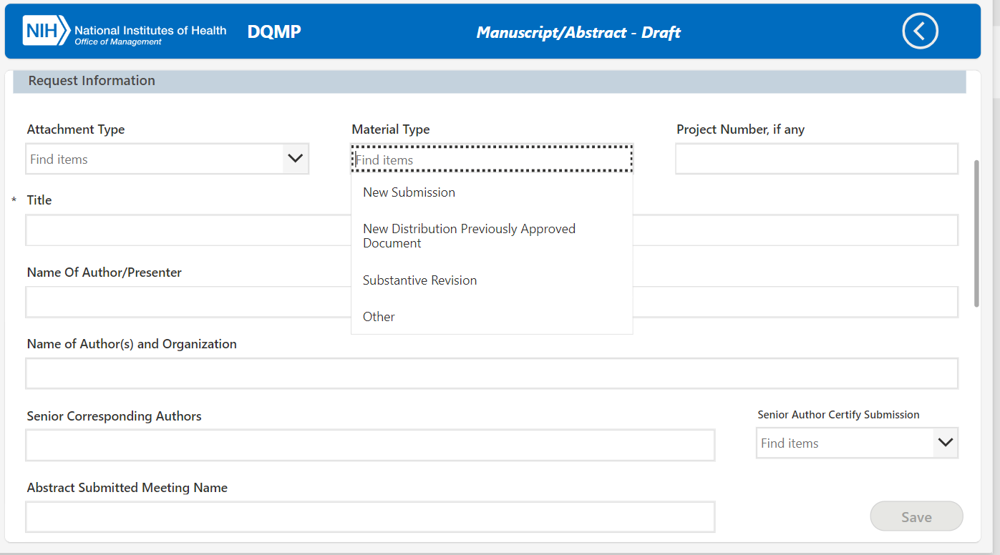 NIH National Institutes of Health
Office of Management
DQMP
Manuscript/Abstract - Draft
Request Information
Attachment Type
Material Type
Project Number, if any
Find items
Find items
New Submission
New Distribution Previously Approved
Document
Substantive Revision
Other
* Title
Name Of Author/Presenter
Name of Author(s) and Organization
Senior Corresponding Authors
Senior Author Certify Submission
Find items
Abstract Submitted Meeting Name
Save